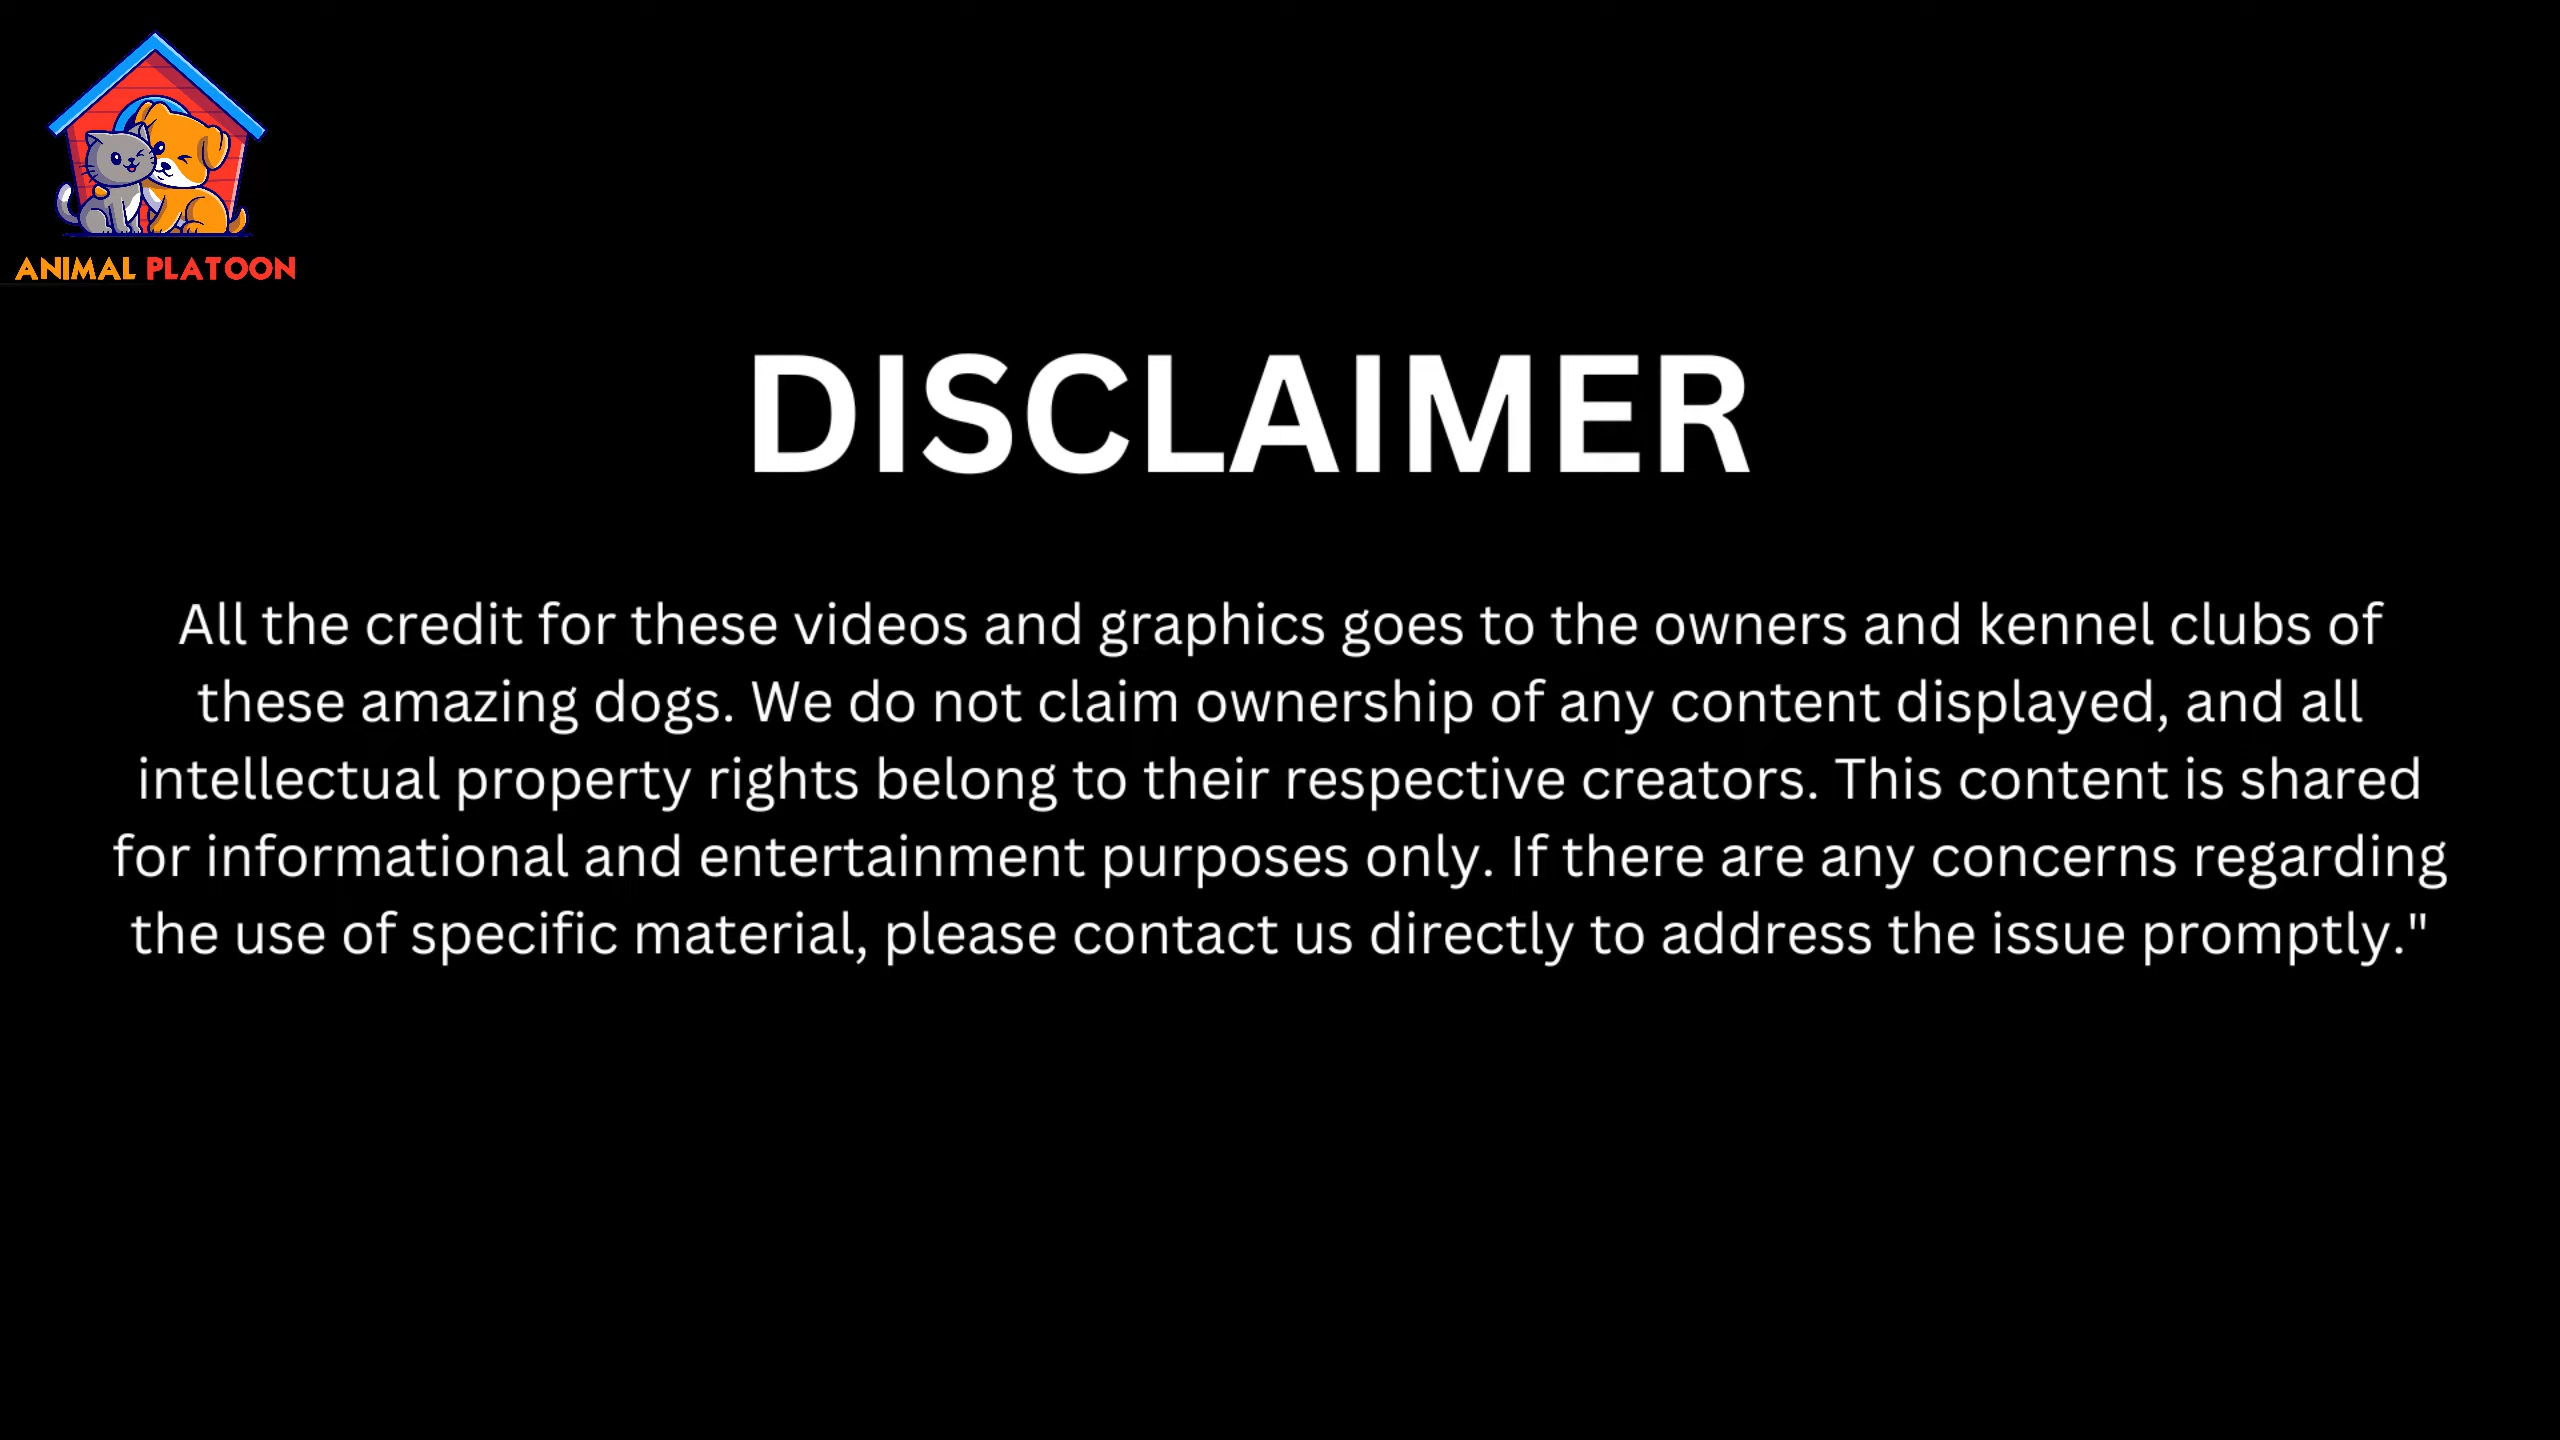 ANIMAL PLATOON
DISCLAIMER
All the credit for these videos and graphics goes to the owners and kennel clubs of
these amazing dogs. We do not claim ownership of any content displayed, and all
intellectual property rights belong to their respective creators. This content is shared
for informational and entertainment purposes only. If there are any concerns regarding
the use of specific material, please contact us directly to address the issue promptly."